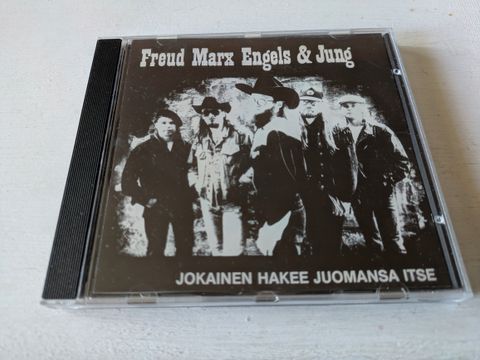 Freud Marx Engels & Jung
JOKAINEN HAKEE JUOMANSA ITSE